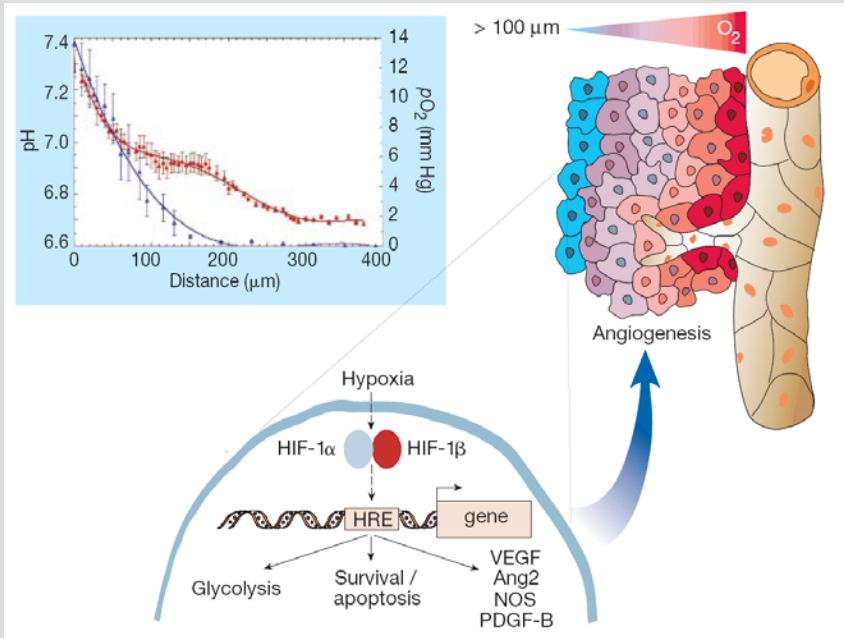 7.4
7.2
7.0
6.8
6.6
pH
14
12
10
8
6
4
2
0
pO2 (mm Hg)
0
100
200
300
400
Distance (μm)
> 100 μm
O2
Angiogenesis
Hypoxia
HIF-1α
HIF-1β
HRE
gene
Glycolysis
Survival /
apoptosis
VEGF
Ang2
NOS
PDGF-B